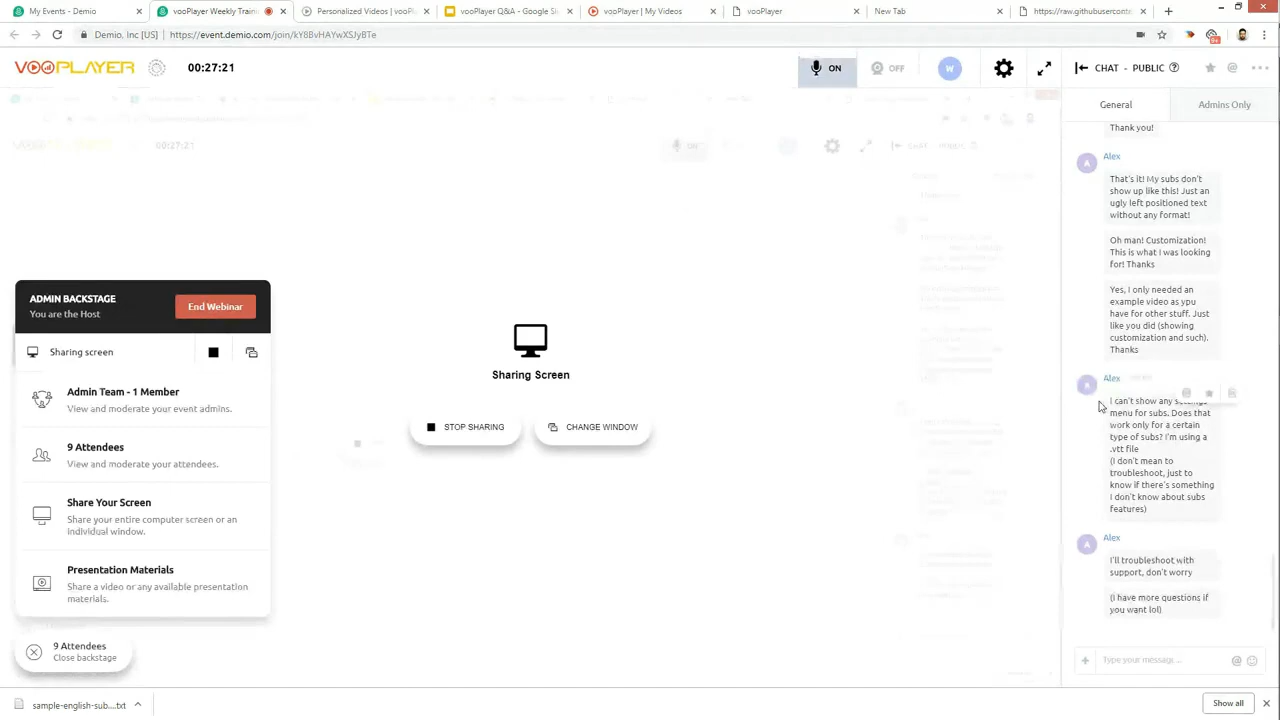 My Events - Demio
vooPlayer Weekly Traini
Personalized Videos | vooPl
vooPlayer Q&A - Google Sl
vooPlayer | My Videos
vooPlayer
New Tab
https://raw.githubuserconte
Demio, Inc [US]
https://event.demio.com/join/kY8BvHAYwXSJyBTe
VOOPLAYER
00:27:21
ON
OFF
W
CHAT - PUBLIC
General
Admins Only
Thank you!
Alex
That's it! My subs don't
show up like this! Just an
ugly left positioned text
without any format!
Oh man! Customization!
This is what I was looking
for! Thanks
Yes, I only needed an
example video as ypu
have for other stuff. Just
like you did (showing
customization and such).
Thanks
Alex
I can't show any settings
menu for subs. Does that
work only for a certain
type of subs? I'm using a
.vtt file
(I don't mean to
troubleshoot, just to
know if there's something
I don't know about subs
features)
Alex
I'll troubleshoot with
support, don't worry
(I have more questions if
you want lol)
Type your message...
00:27:21
ADMIN BACKSTAGE
You are the Host
End Webinar
Sharing screen
Admin Team - 1 Member
View and moderate your event admins.
9 Attendees
View and moderate your attendees.
Share Your Screen
Share your entire computer screen or an
individual window.
Presentation Materials
Share a video or any available presentation
materials.
9 Attendees
Close backstage
Sharing Screen
STOP SHARING
CHANGE WINDOW
sample-english-sub....txt
Show all